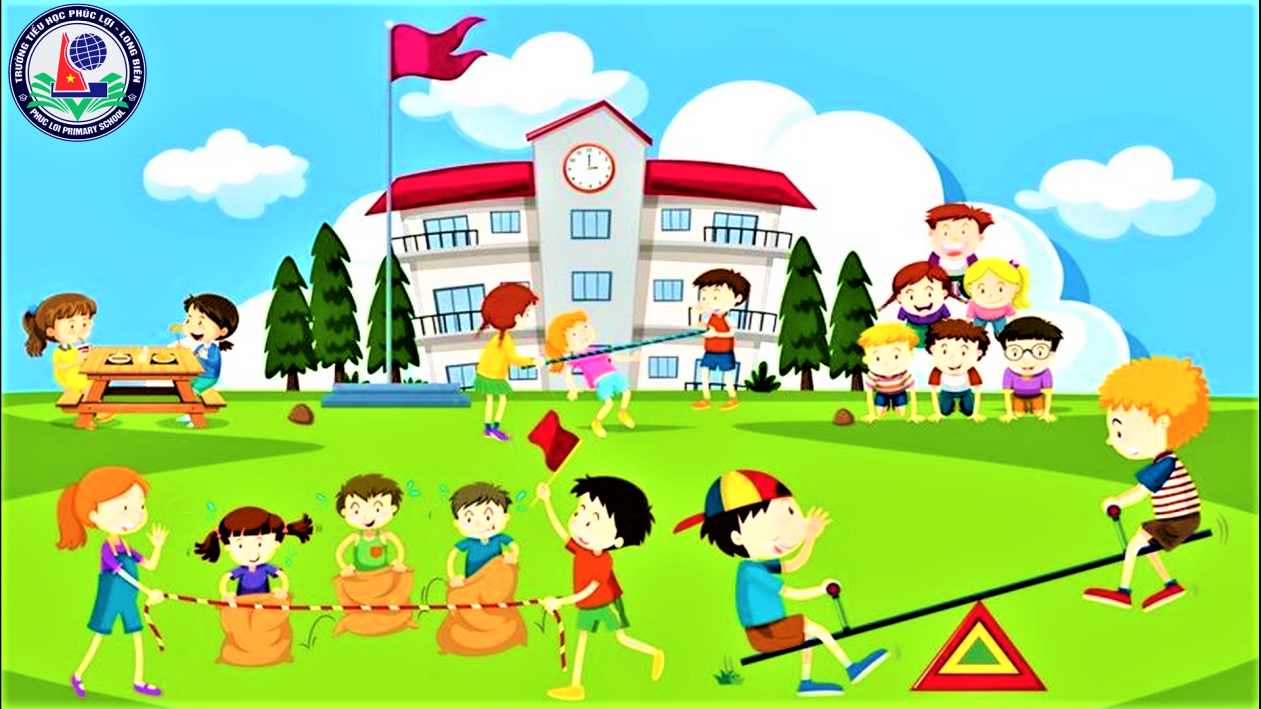 TRƯỜNG TIỂU HỌC PHÚC LỢI - LONG BIÊN
PHUC LOI PRIMARY SCHOOL